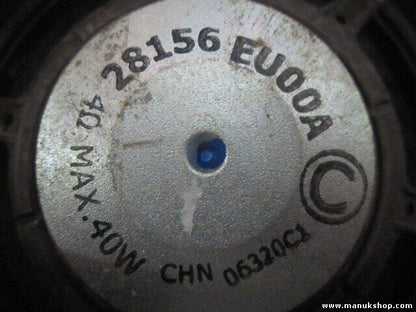 28156 EU00A
4Ω MAX.40W
C
CHN 06320C1
www.manukshop.com